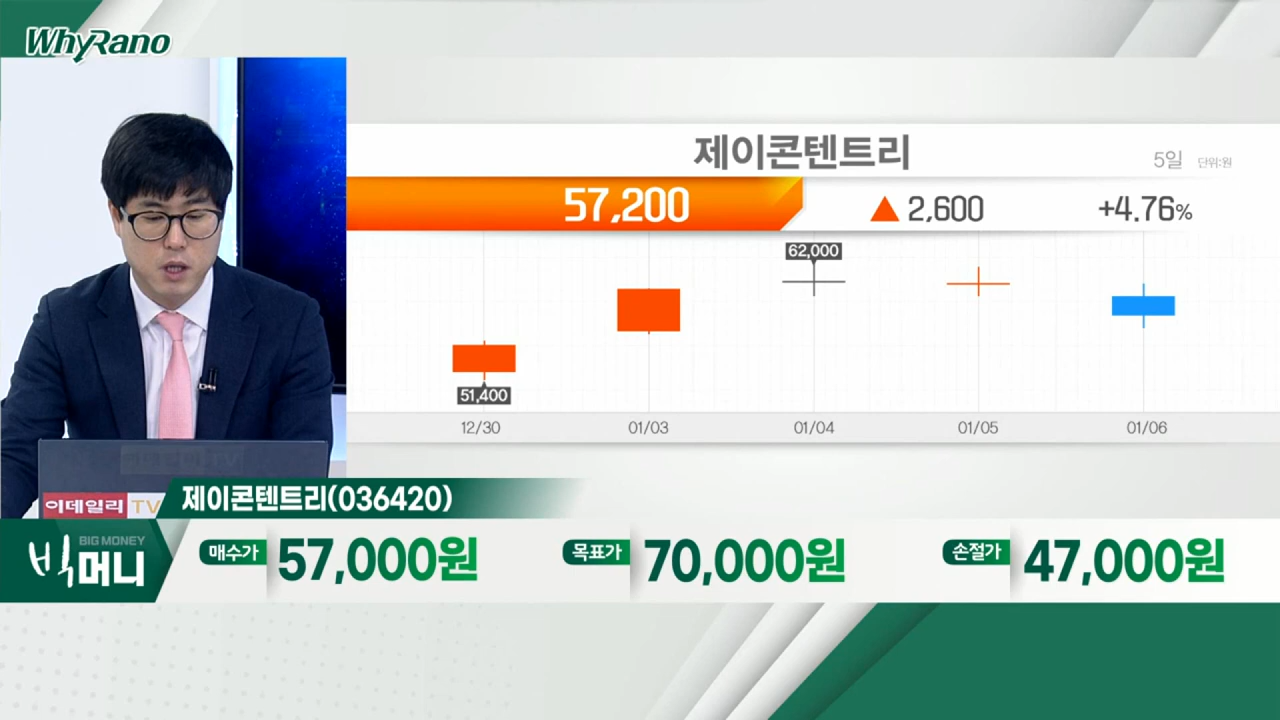 WhyRano
제이콘텐트리
5일 단위:원
57,200 ▲ 2,600 +4.76%
62,000
51,400
12/30 01/03 01/04 01/05 01/06
이데일리 TV
제이콘텐트리(036420)
BIG MONEY
빅머니
매수가 57,000원 목표가 70,000원 손절가 47,000원